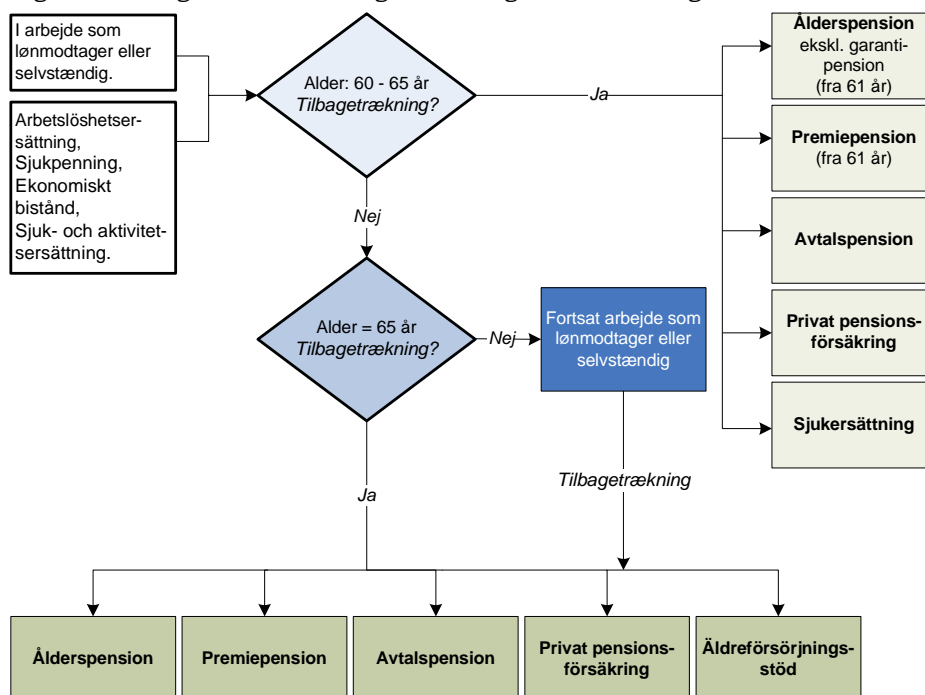 I arbejde som
lønmodtager eller
selvstændig.
Arbetslöshetser-
sättning,
Sjukpenning,
Ekonomiskt
bistånd,
Sjuk- och aktivitet-
sersättning.
Alder: 60 - 65 år
Tilbagetrækning?
Ja
Nej
Ålderspension
ekskl. garanti-
pension
(fra 61 år)
Premiepension
(fra 61 år)
Avtalspension
Privat pensions-
försäkring
Sjukersättning
Alder = 65 år
Tilbagetrækning?
Nej
Fortsat arbejde som
lønmodtager eller
selvstændig
Ja
Tilbagetrækning
Ålderspension
Premiepension
Avtalspension
Privat pensions-
försäkring
Äldreförsörjnings-
stöd